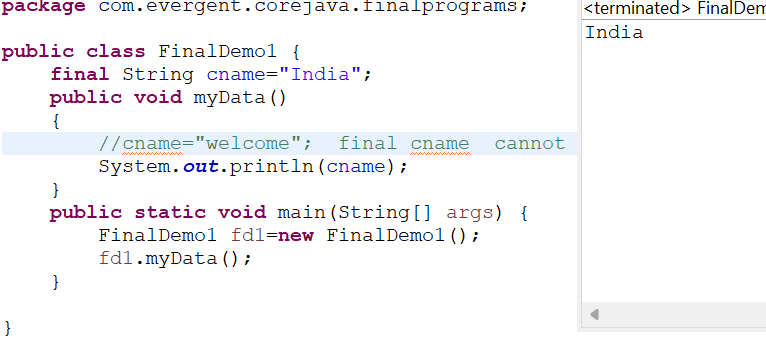 package com.evergent.corejava.finalprograms;
public class FinalDemo1 {
final String cname="India";
public void myData()
{
//cname="welcome";  final cname  cannot
System.out.println(cname);
}
public static void main(String[] args) {
FinalDemo1 fd1=new FinalDemo1();
fd1.myData();
}
}
<terminated> FinalDem
India